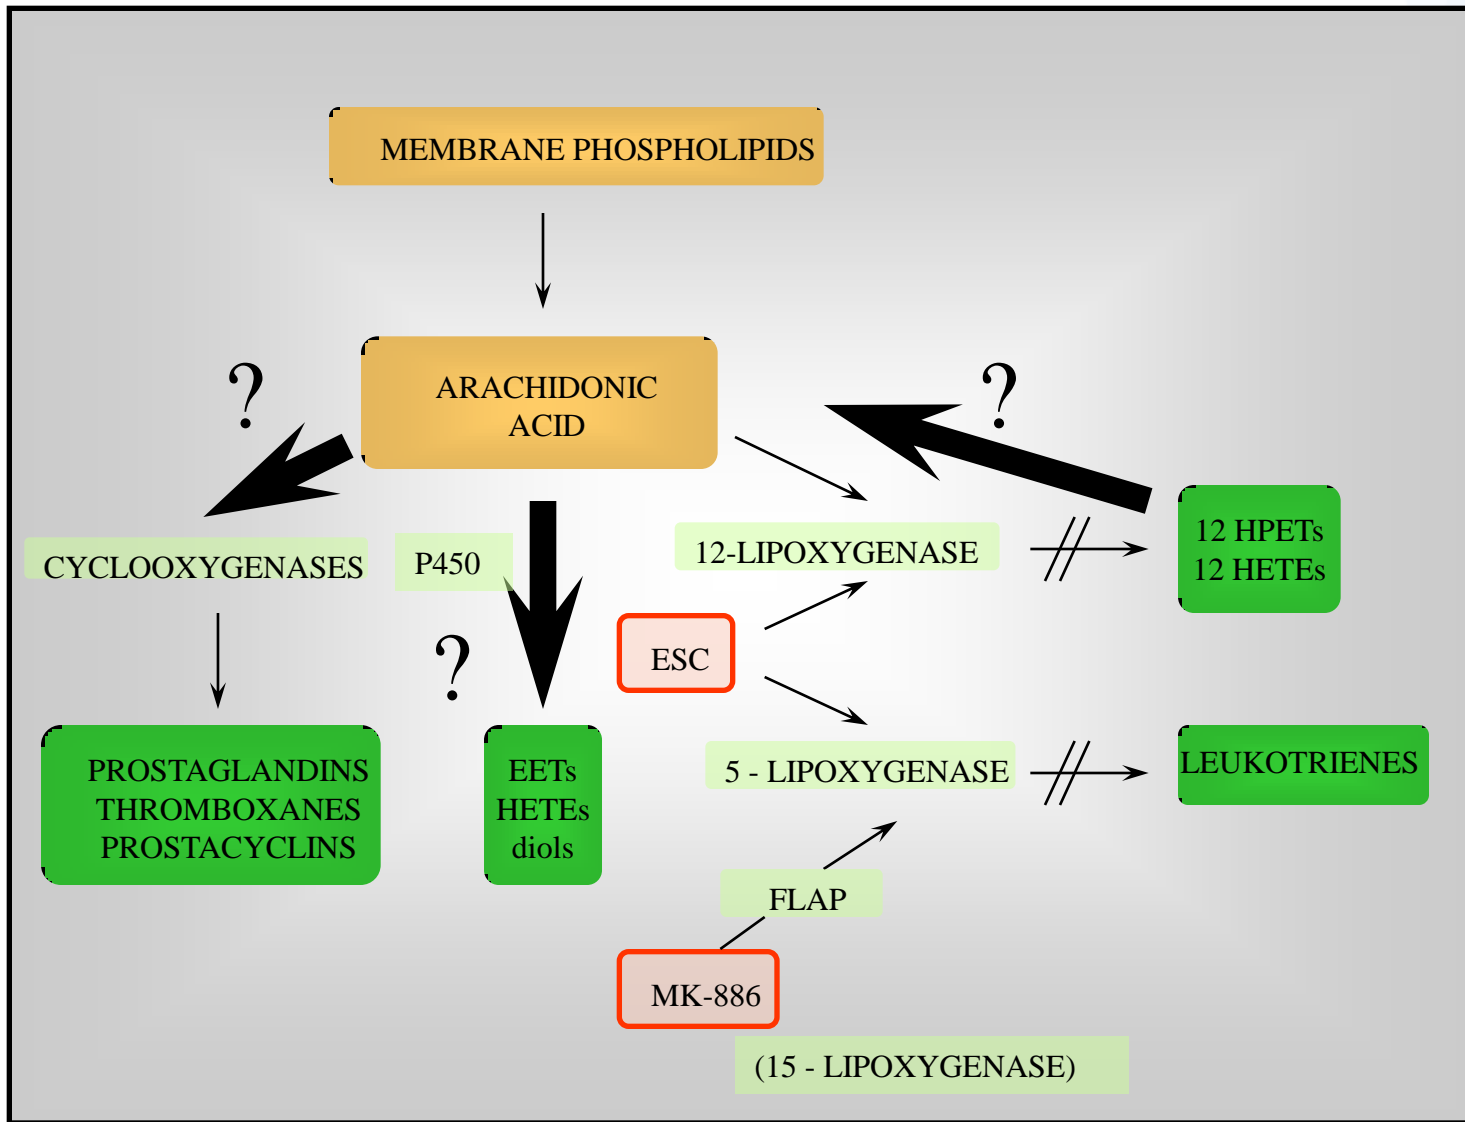 MEMBRANE PHOSPHOLIPIDS
?
ARACHIDONIC
ACID
?
CYCLOOXYGENASES
P450
12-LIPOXYGENASE
12 HPETs
12 HETEs
?
ESC
PROSTAGLANDINS
THROMBOXANES
PROSTACYCLINS
EETs
HETEs
diols
5 - LIPOXYGENASE
LEUKOTRIENES
FLAP
MK-886
(15 - LIPOXYGENASE)